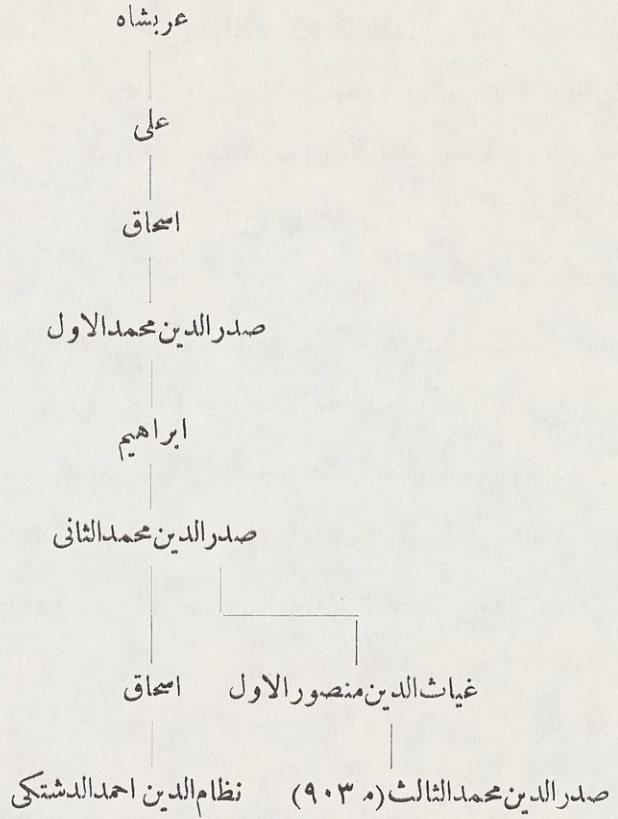 عربشاه
علی
اسحاق
صدرالدین محمدالاول
ابراهیم
صدرالدین محمدالثانی
غیاث‌الدین منصورالاول اسحاق
صدرالدین محمدالثالث (م ۹۰۳) نظام‌الدین احمدالدشتکی